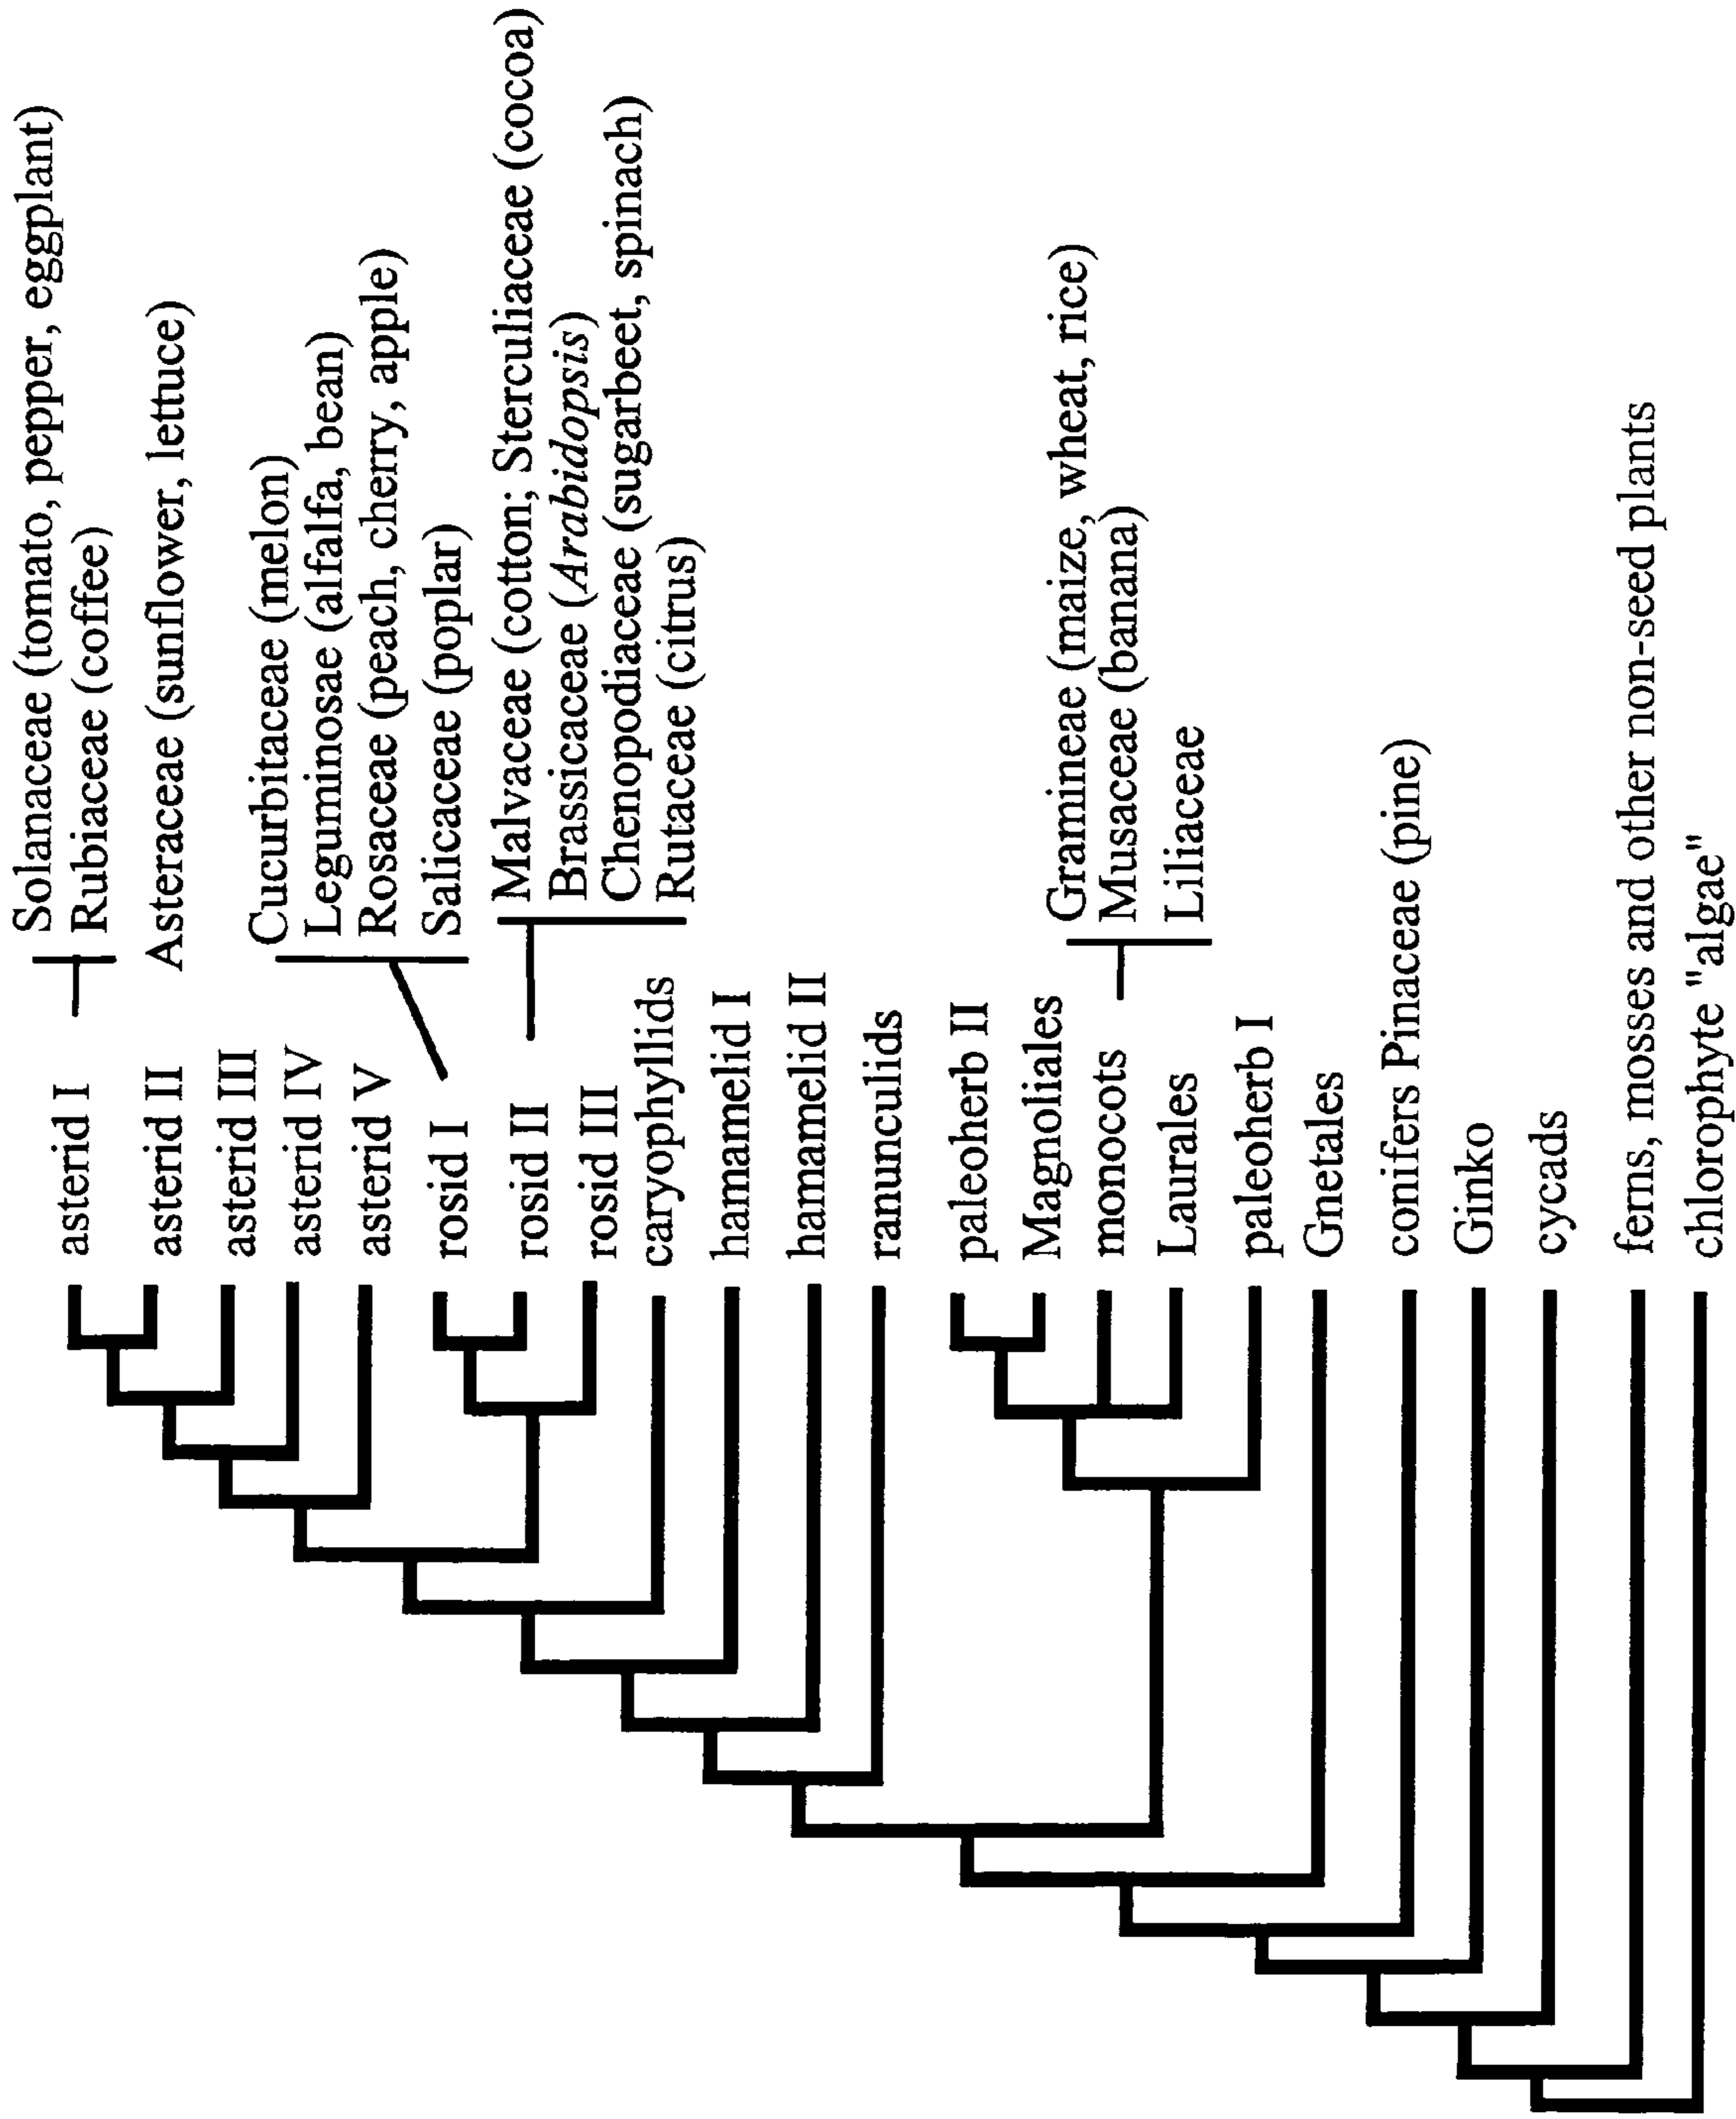 Solanaceae (tomato, pepper, eggplant)
asterid I
Rubiaceae (coffee)
asterid II
Asteraceae (sunflower, lettuce)
asterid III
asterid IV
asterid V
rosid I
Cucurbitaceae (melon)
Leguminosae (alfalfa, bean)
Rosaceae (peach, cherry, apple)
Salicaceae (poplar)
rosid II
Malvaceae (cotton; Sterculiaceae (cocoa)
Brassicaceae (Arabidopsis)
Chenopodiaceae (sugarbeet, spinach)
Rutaceae (citrus)
rosid III
caryophyllids
hamamelid I
hamamelid II
ranunculids
paleoherb II
Magnoliales
monocots
Gramineae (maize, wheat, rice)
Musaceae (banana)
Liliaceae
Laurales
paleoherb I
Gnetales
conifers Pinaceae (pine)
Ginko
cycads
ferns, mosses and other non-seed plants
chlorophyte "algae"